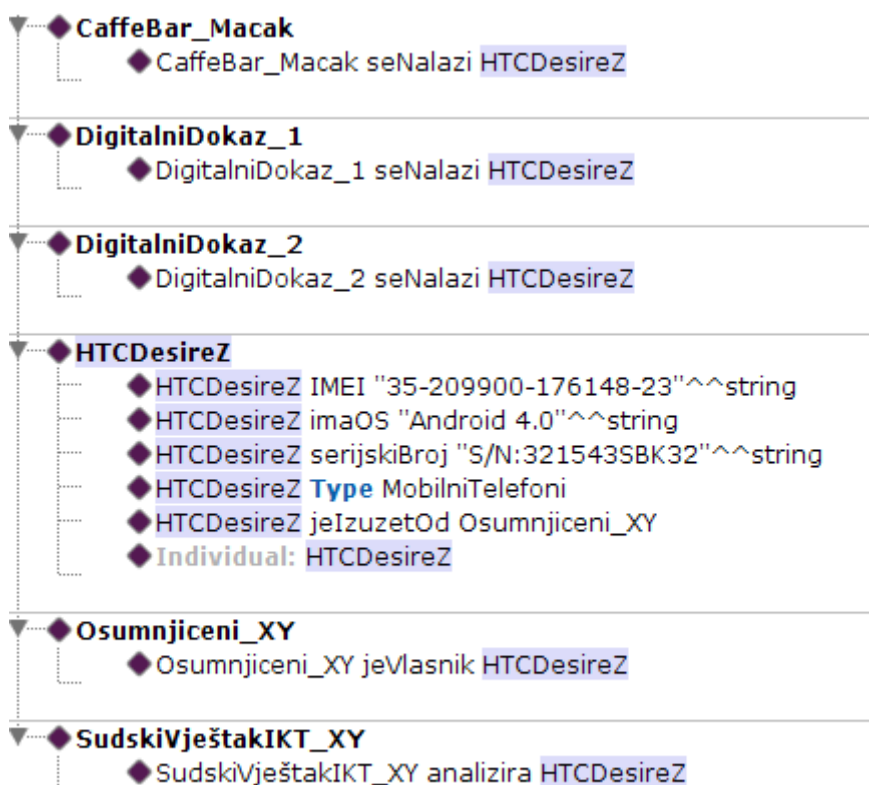 CaffeBar_Macak
CaffeBar_Macak seNalazi HTCDesireZ
DigitalniDokaz_1
DigitalniDokaz_1 seNalazi HTCDesireZ
DigitalniDokaz_2
DigitalniDokaz_2 seNalazi HTCDesireZ
HTCDesireZ
HTCDesireZ IMEI "35-209900-176148-23"^^string
HTCDesireZ imaOS "Android 4.0"^^string
HTCDesireZ serijskiBroj "S/N:321543SBK32"^^string
HTCDesireZ Type MobilniTelefoni
HTCDesireZ jeIzuzetOd Osumnjiceni_XY
Individual: HTCDesireZ
Osumnjiceni_XY
Osumnjiceni_XY jeVlasnik HTCDesireZ
SudskiVještakIKT_XY
SudskiVještakIKT_XY analizira HTCDesireZ